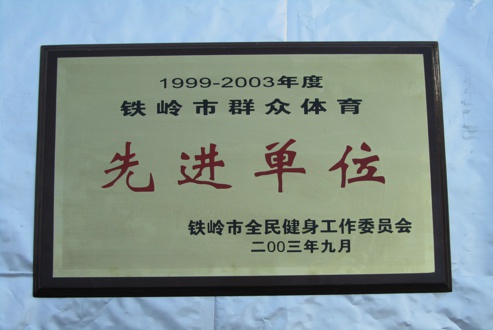 1999-2003年度
铁岭市群众体育
先进单位
铁岭市全民健身工作委员会
二00三年九月